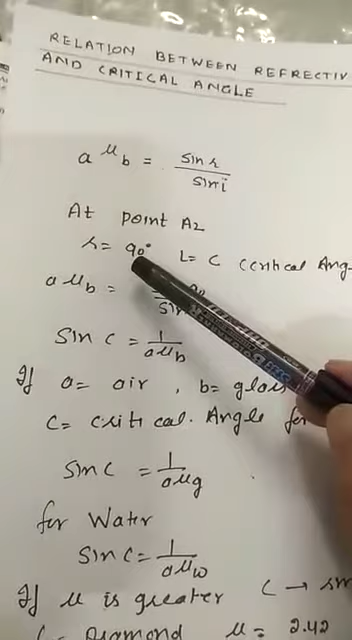 RELATION BETWEEN REFRECTIV
AND CRITICAL ANGLE
aμb = sin r / sin i
At point A2
r = 90° i = C (critical Ang
aμb =
sin C = 1/aμb
If a = air , b = glas
C = critical. Angle for
sin C = 1/aμg
for Water
sin C = 1/aμw
If μ is greater C → sm
Diamond μ = 2.42